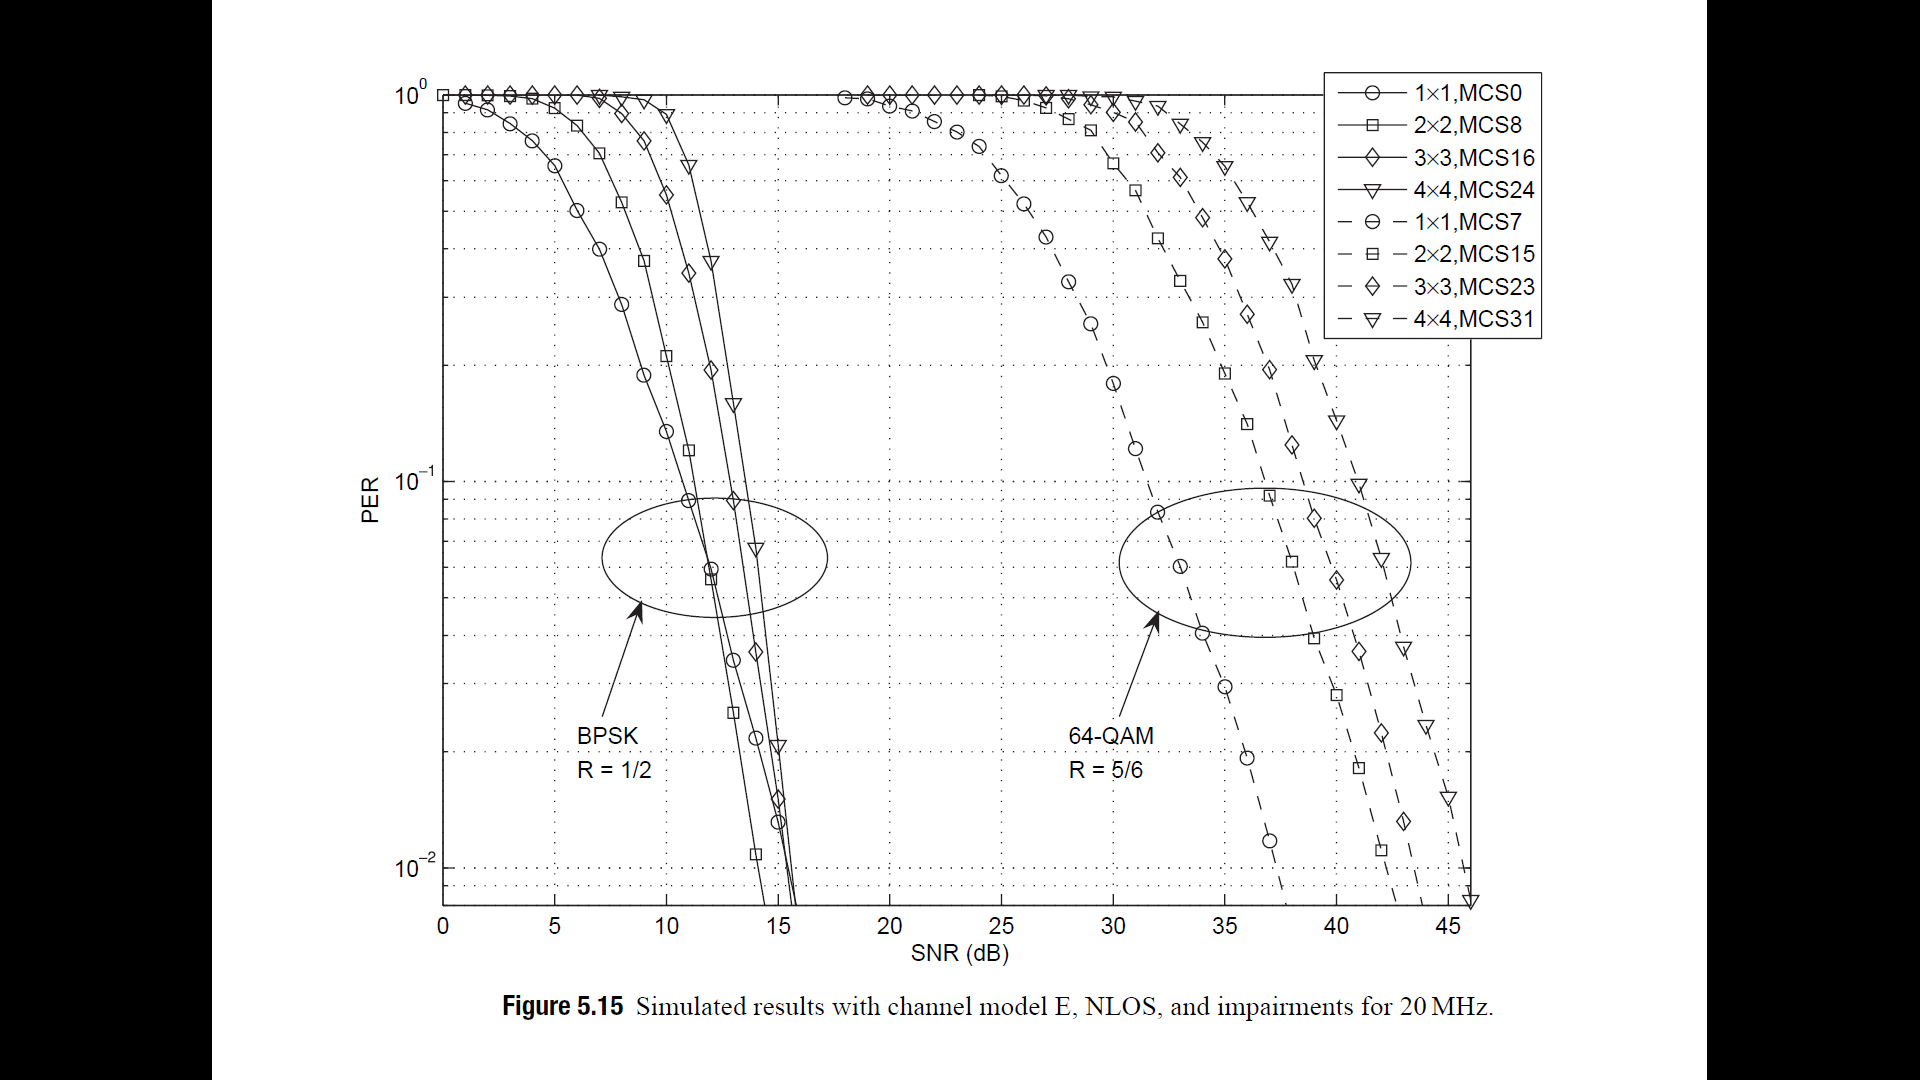 10⁰
10⁻¹
10⁻²
PER
0 5 10 15 20 25 30 35 40 45
SNR (dB)
1×1,MCS0
2×2,MCS8
3×3,MCS16
4×4,MCS24
1×1,MCS7
2×2,MCS15
3×3,MCS23
4×4,MCS31
BPSK
R = 1/2
64-QAM
R = 5/6
Figure 5.15 Simulated results with channel model E, NLOS, and impairments for 20 MHz.